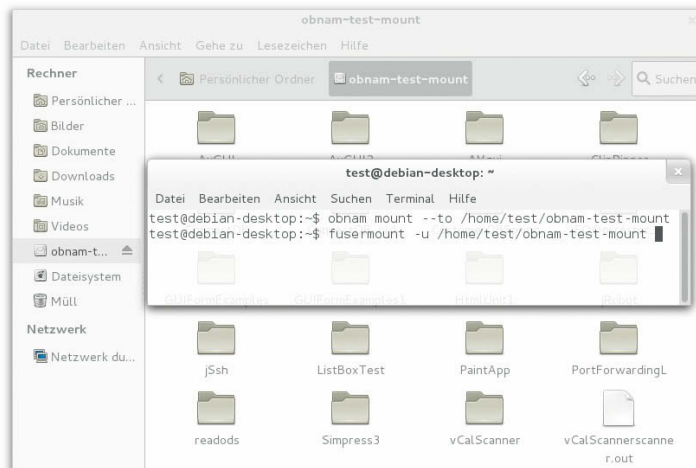 obnam-test-mount
Datei Bearbeiten Ansicht Gehe zu Lesezeichen Hilfe
Rechner
Persönlicher ...
Bilder
Dokumente
Downloads
Musik
Videos
obnam-t...
Dateisystem
Müll
Netzwerk
Netzwerk du...
Persönlicher Ordner
obnam-test-mount
Suchen
test@debian-desktop: ~
Datei Bearbeiten Ansicht Suchen Terminal Hilfe
test@debian-desktop:~$ obnam mount --to /home/test/obnam-test-mount
test@debian-desktop:~$ fusermount -u /home/test/obnam-test-mount
GUIFormExamples GUIFormExamples1 HtmlUnit1 jRobot
jSsh ListBoxTest PaintApp PortForwardingL
readods Simpress3 vCalScanner vCalScannerscanne
r.out